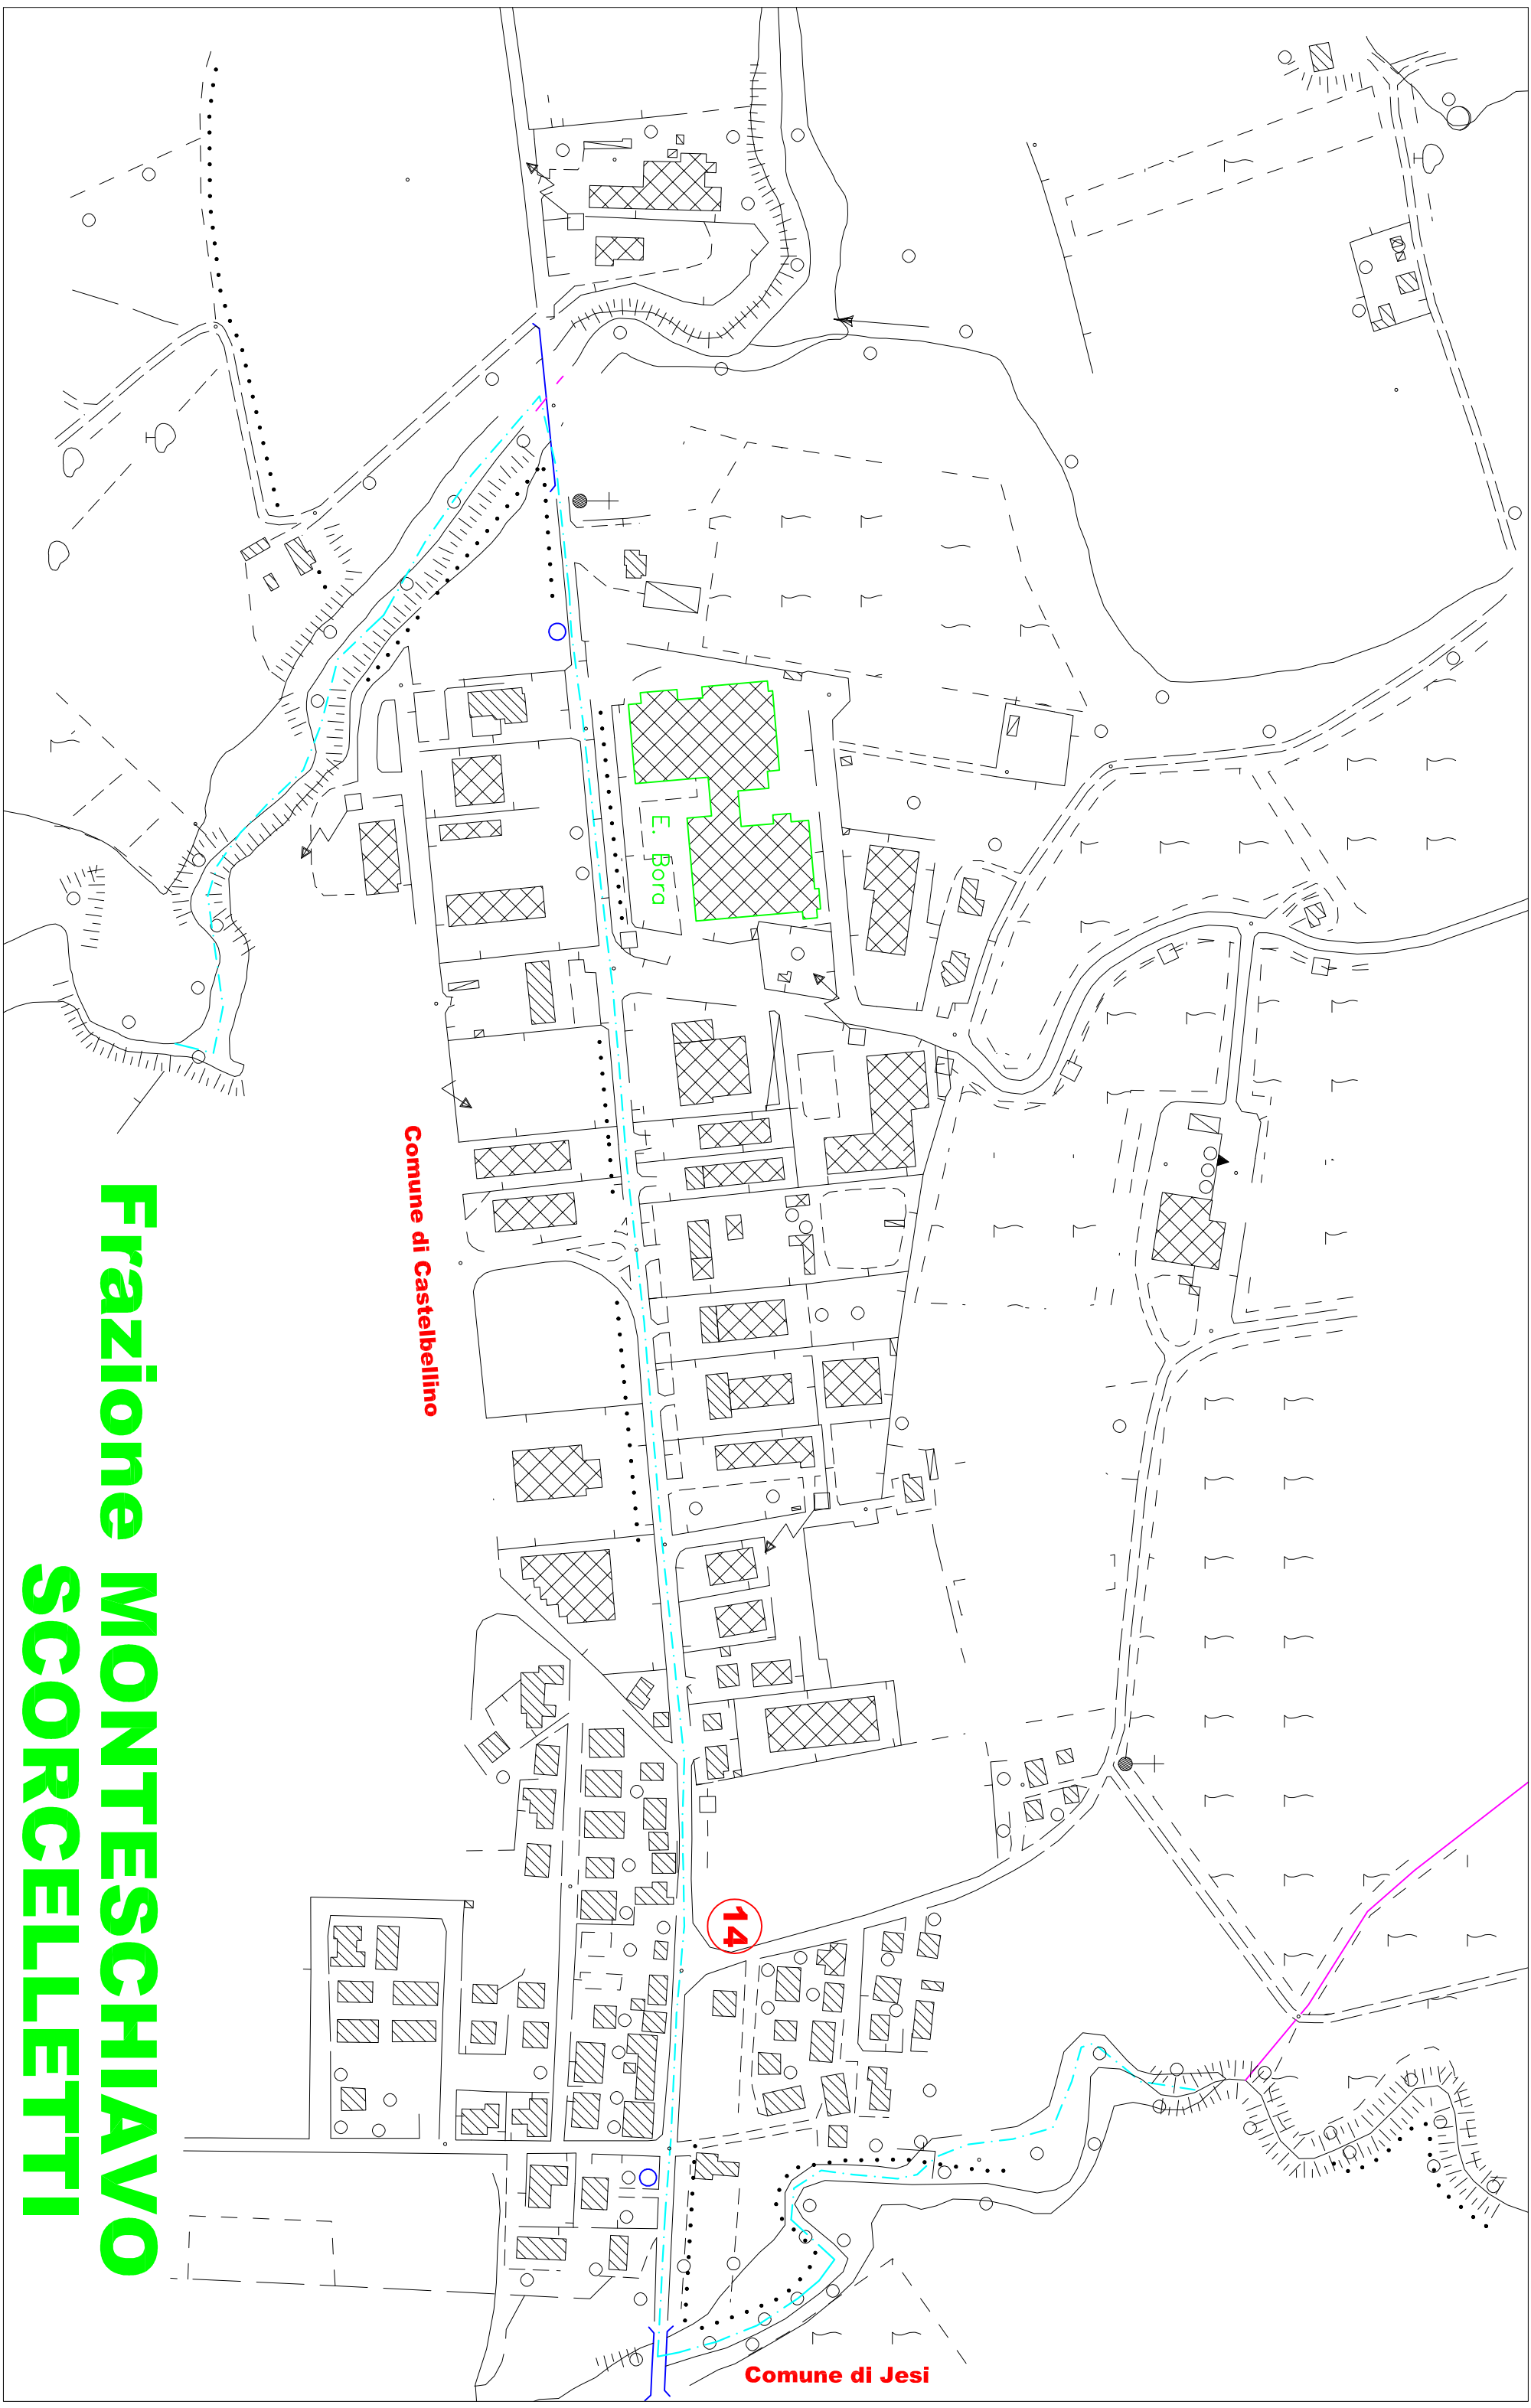 E. Bora
Comune di Castelbellino
Frazione MONTESCHIAVO
SCORCELLETTI
14
Comune di Jesi